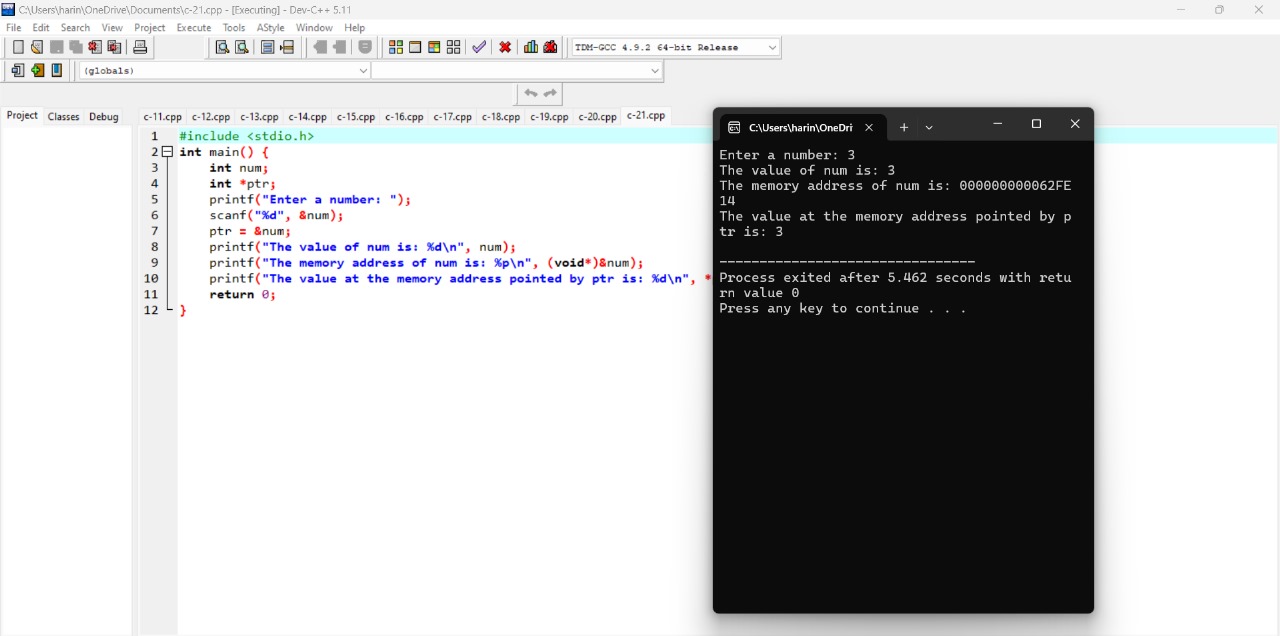 C:\Users\harin\OneDrive\Documents\c-21.cpp - [Executing] - Dev-C++ 5.11
File Edit Search View Project Execute Tools AStyle Window Help
TDM-GCC 4.9.2 64-bit Release
(globals)
Project Classes Debug
c-11.cpp c-12.cpp c-13.cpp c-14.cpp c-15.cpp c-16.cpp c-17.cpp c-18.cpp c-19.cpp c-20.cpp c-21.cpp
1 #include <stdio.h>
2 int main() {
3 int num;
4 int *ptr;
5 printf("Enter a number: ");
6 scanf("%d", &num);
7 ptr = &num;
8 printf("The value of num is: %d\n", num);
9 printf("The memory address of num is: %p\n", (void*)&num);
10 printf("The value at the memory address pointed by ptr is: %d\n", *
11 return 0;
12 }
C:\Users\harin\OneDri
Enter a number: 3
The value of num is: 3
The memory address of num is: 000000000062FE
14
The value at the memory address pointed by p
tr is: 3
--------------------------------
Process exited after 5.462 seconds with retu
rn value 0
Press any key to continue . . .